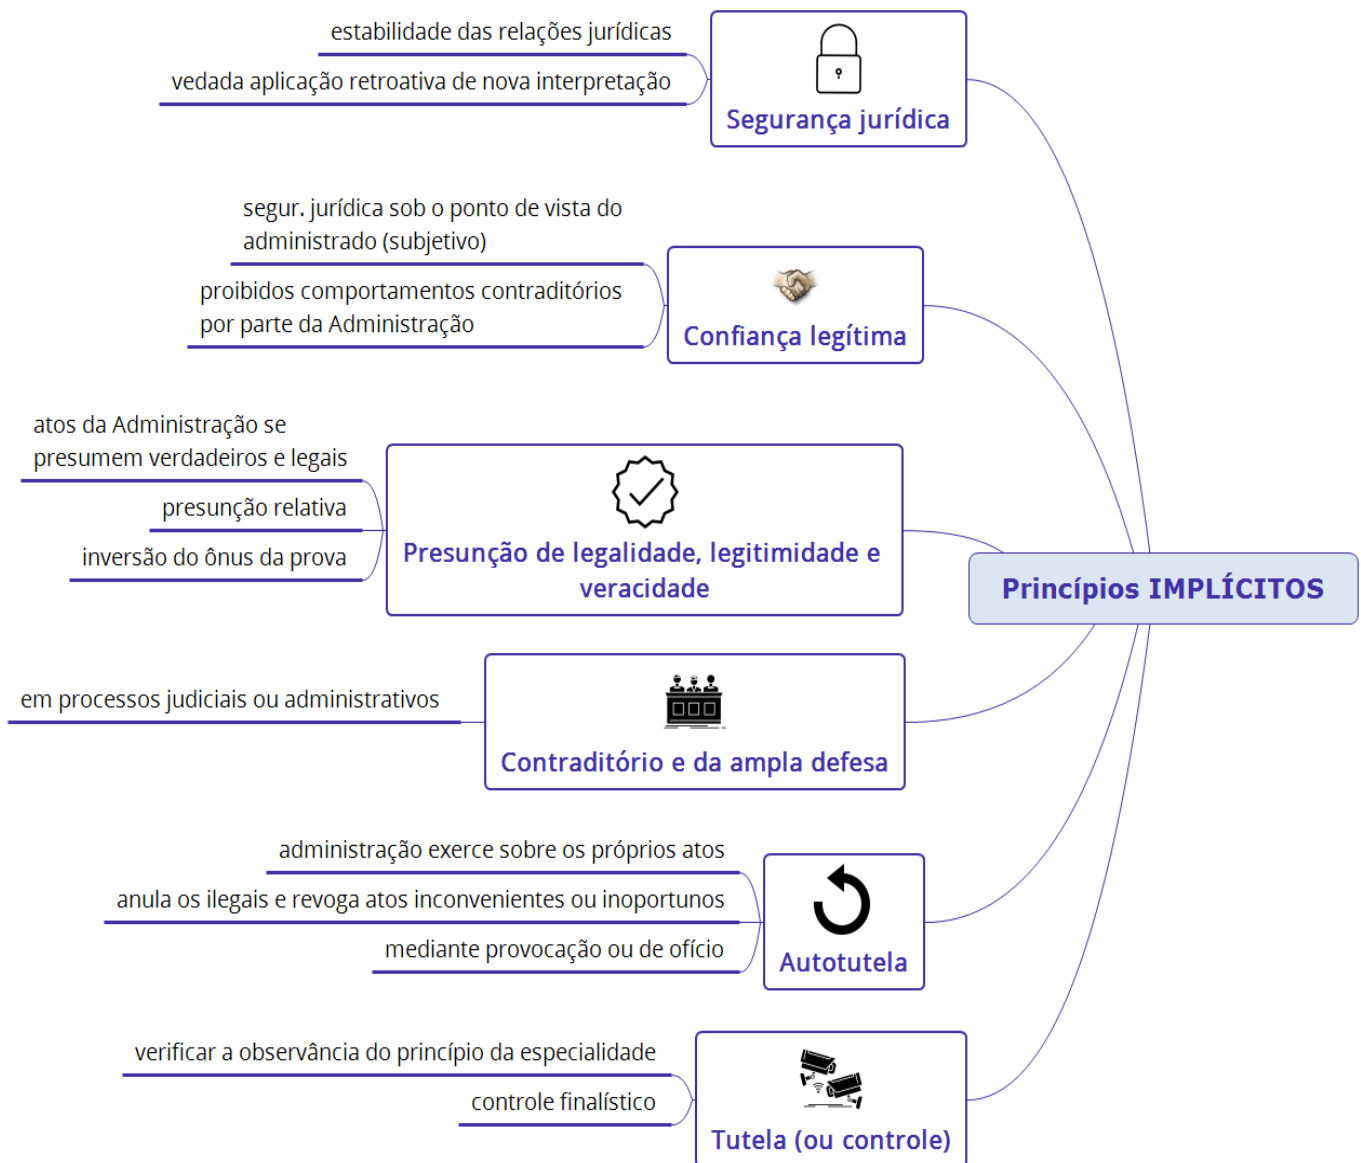 estabilidade das relações jurídicas
vedada aplicação retroativa de nova interpretação
Segurança jurídica
segur. jurídica sob o ponto de vista do
administrado (subjetivo)
proibidos comportamentos contraditórios
por parte da Administração
Confiança legítima
atos da Administração se
presumem verdadeiros e legais
presunção relativa
inversão do ônus da prova
Presunção de legalidade, legitimidade e
veracidade
Princípios IMPLÍCITOS
em processos judiciais ou administrativos
Contraditório e da ampla defesa
administração exerce sobre os próprios atos
anula os ilegais e revoga atos inconvenientes ou inoportunos
mediante provocação ou de ofício
Autotutela
verificar a observância do princípio da especialidade
controle finalístico
Tutela (ou controle)